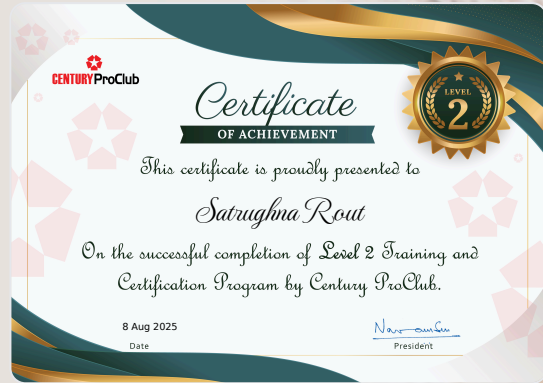 CENTURY ProClub
LEVEL
2
Certificate
OF ACHIEVEMENT
This certificate is proudly presented to
Satrughna Rout
On the successful completion of Level 2 Training and
Certification Program by Century ProClub.
8 Aug 2025
Date
President